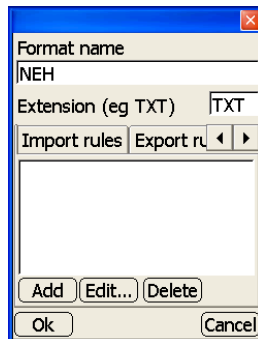 Format name
NEH
Extension (eg TXT) TXT
Import rules Export ru
Add Edit... Delete
Ok Cancel